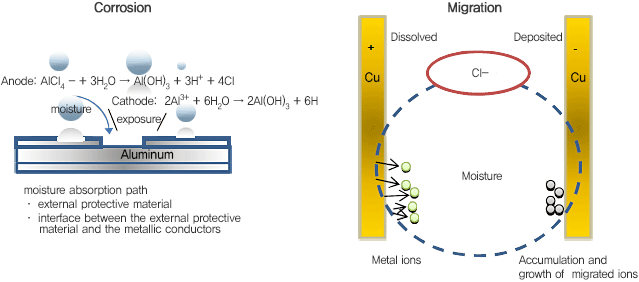 Corrosion
Anode: AlCl₄ − + 3H₂O → Al(OH)₃ + 3H⁺ + 4Cl
Cathode: 2Al³⁺ + 6H₂O → 2Al(OH)₃ + 6H
moisture
exposure
Aluminum
moisture absorption path
· external protective material
· interface between the external protective
material and the metallic conductors
Migration
Dissolved
Deposited
+
-
Cu
Cl−
Cu
Moisture
Metal ions
Accumulation and
growth of migrated ions